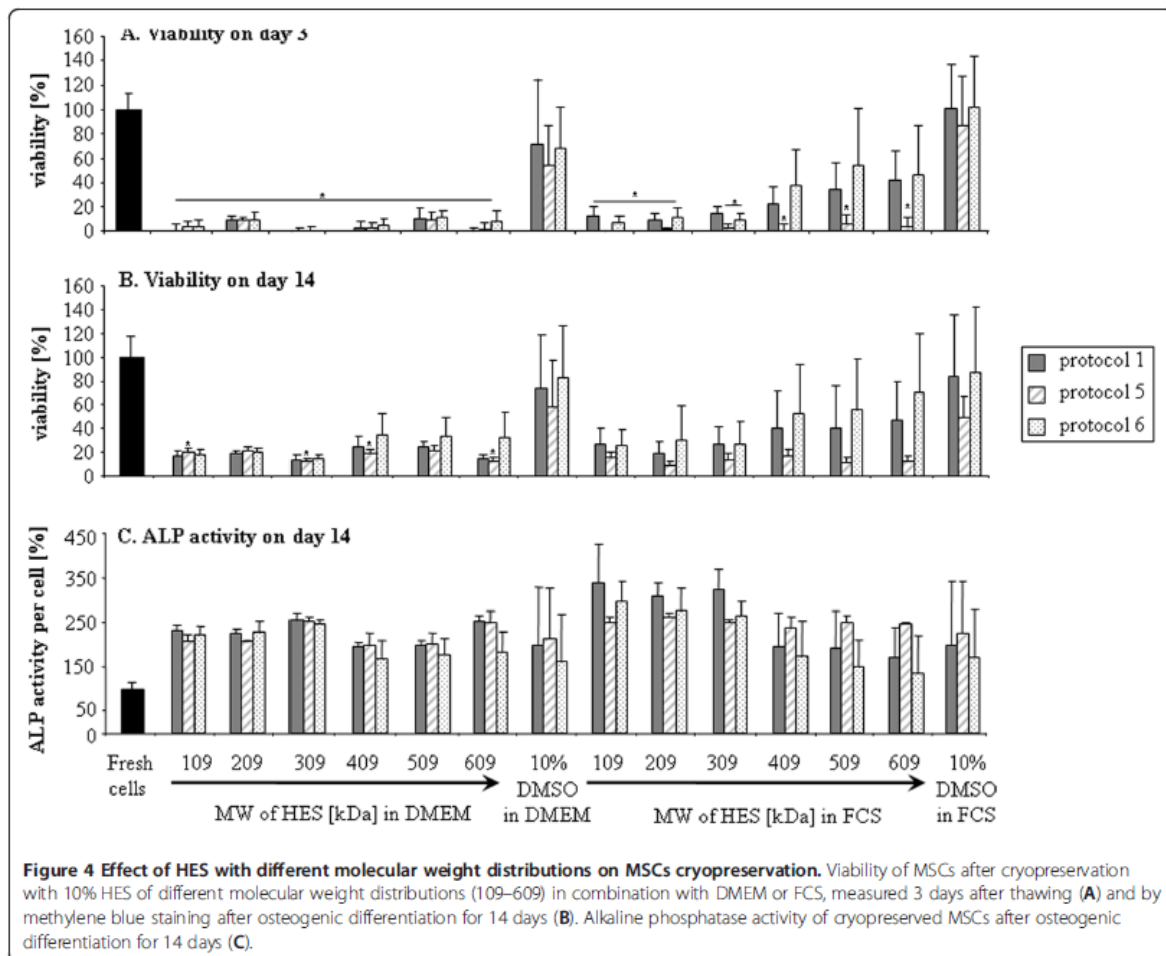 A. Viability on day 3
viability [%]
160
140
120
100
80
60
40
20
0
*
*
*
*
*
*
B. Viability on day 14
viability [%]
160
140
120
100
80
60
40
20
0
*
*
*
*
protocol 1
protocol 5
protocol 6
C. ALP activity on day 14
ALP activity per cell [%]
450
350
250
150
50
0
Fresh cells 109 209 309 409 509 609 10% DMSO in DMEM 109 209 309 409 509 609 10% DMSO in FCS
MW of HES [kDa] in DMEM
MW of HES [kDa] in FCS
Figure 4 Effect of HES with different molecular weight distributions on MSCs cryopreservation. Viability of MSCs after cryopreservation
with 10% HES of different molecular weight distributions (109–609) in combination with DMEM or FCS, measured 3 days after thawing (A) and by
methylene blue staining after osteogenic differentiation for 14 days (B). Alkaline phosphatase activity of cryopreserved MSCs after osteogenic
differentiation for 14 days (C).